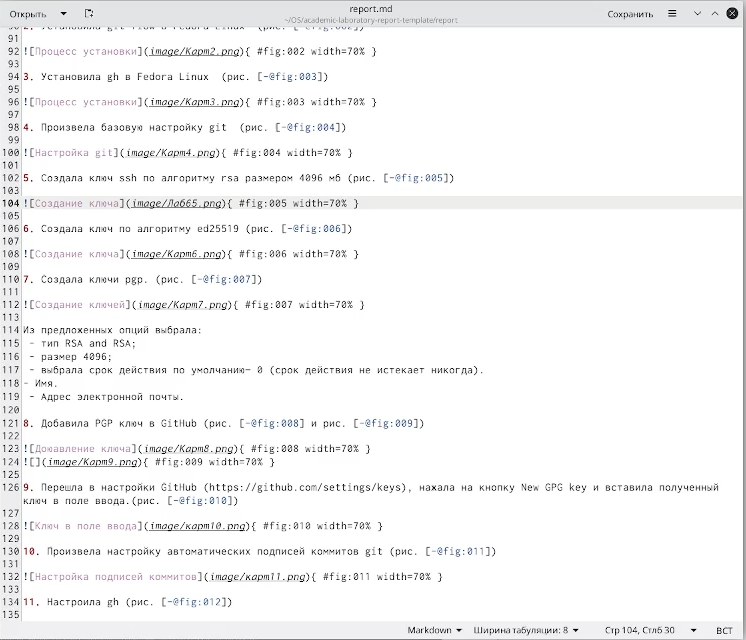 Открыть
report.md
~/OS/academic-laboratory-report-template/report
Сохранить
91
92 ![Процесс установки](image/Карт2.png){ #fig:002 width=70% }
93
94 3. Установила gh в Fedora Linux (рис. [-@fig:003])
95
96 ![Процесс установки](image/Карт3.png){ #fig:003 width=70% }
97
98 4. Произвела базовую настройку git (рис. [-@fig:004])
99
100 ![Настройка git](image/Карт4.png){ #fig:004 width=70% }
101
102 5. Создала ключ ssh по алгоритму rsa размером 4096 мб (рис. [-@fig:005])
103
104 ![Создание ключа](image/Лаб65.png){ #fig:005 width=70% }
105
106 6. Создала ключ по алгоритму ed25519 (рис. [-@fig:006])
107
108 ![Создание ключа](image/Карт6.png){ #fig:006 width=70% }
109
110 7. Создала ключи pgp. (рис. [-@fig:007])
111
112 ![Создание ключей](image/Карт7.png){ #fig:007 width=70% }
113
114 Из предложенных опций выбрала:
115 - тип RSA and RSA;
116 - размер 4096;
117 - выбрала срок действия по умолчанию- 0 (срок действия не истекает никогда).
118 - Имя.
119 - Адрес электронной почты.
120
121 8. Добавила PGP ключ в GitHub (рис. [-@fig:008] и рис. [-@fig:009])
122
123 ![Доюавление ключа](image/Карт8.png){ #fig:008 width=70% }
124 ![](image/Карт9.png){ #fig:009 width=70% }
125
126 9. Перешла в настройки GitHub (https://github.com/settings/keys), нажала на кнопку New GPG key и вставила полученный
ключ в поле ввода.(рис. [-@fig:010])
127
128 ![Ключ в поле ввода](image/карт10.png){ #fig:010 width=70% }
129
130 10. Произвела настройку автоматических подписей коммитов git (рис. [-@fig:011])
131
132 ![Настройка подписей коммитов](image/карт11.png){ #fig:011 width=70% }
133
134 11. Настроила gh (рис. [-@fig:012])
135
Markdown Ширина табуляции: 8 Стр 104, Стлб 30 ВСТ